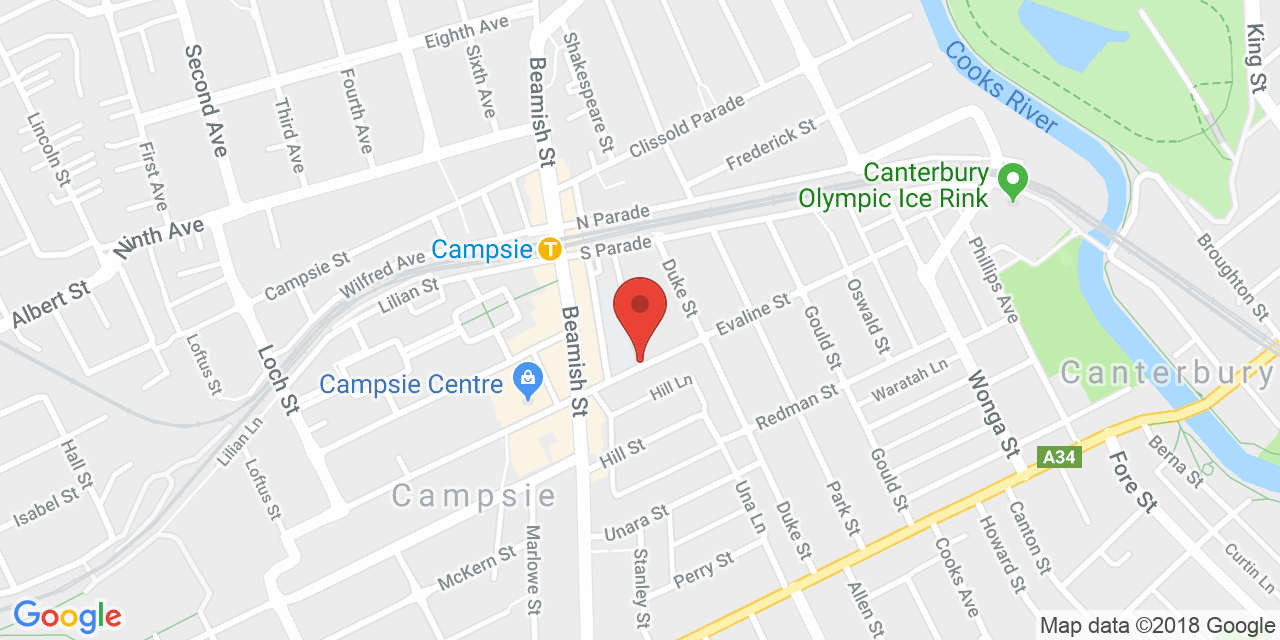 Eighth Ave
Second Ave
Sixth Ave
Beamish St
Shakespeare St
Cooks River
King St
Fourth Ave
Third Ave
Lincoln St
First Ave
Clissold Parade
Frederick St
Canterbury
Olympic Ice Rink
Ninth Ave
N Parade
S Parade
Campsie
T
Campsie St
Wilfred Ave
Lilian St
Albert St
Duke St
Evaline St
Phillips Ave
Oswald St
Gould St
Broughton St
Loftus St
Loch St
Beamish St
Campsie Centre
Hill Ln
Waratah Ln
Redman St
Wonga St
Canterbury
Lilian Ln
Hall St
Isabel St
Loftus St
Campsie
Hill St
A34
Gould St
Fore St
Berna St
Una Ln
Duke St
Park St
Unara St
Marlowe St
McKern St
Stanley St
Perry St
Allen St
Cooks Ave
Howard St
Canton St
Curtin Ln
Google
Map data ©2018 Google